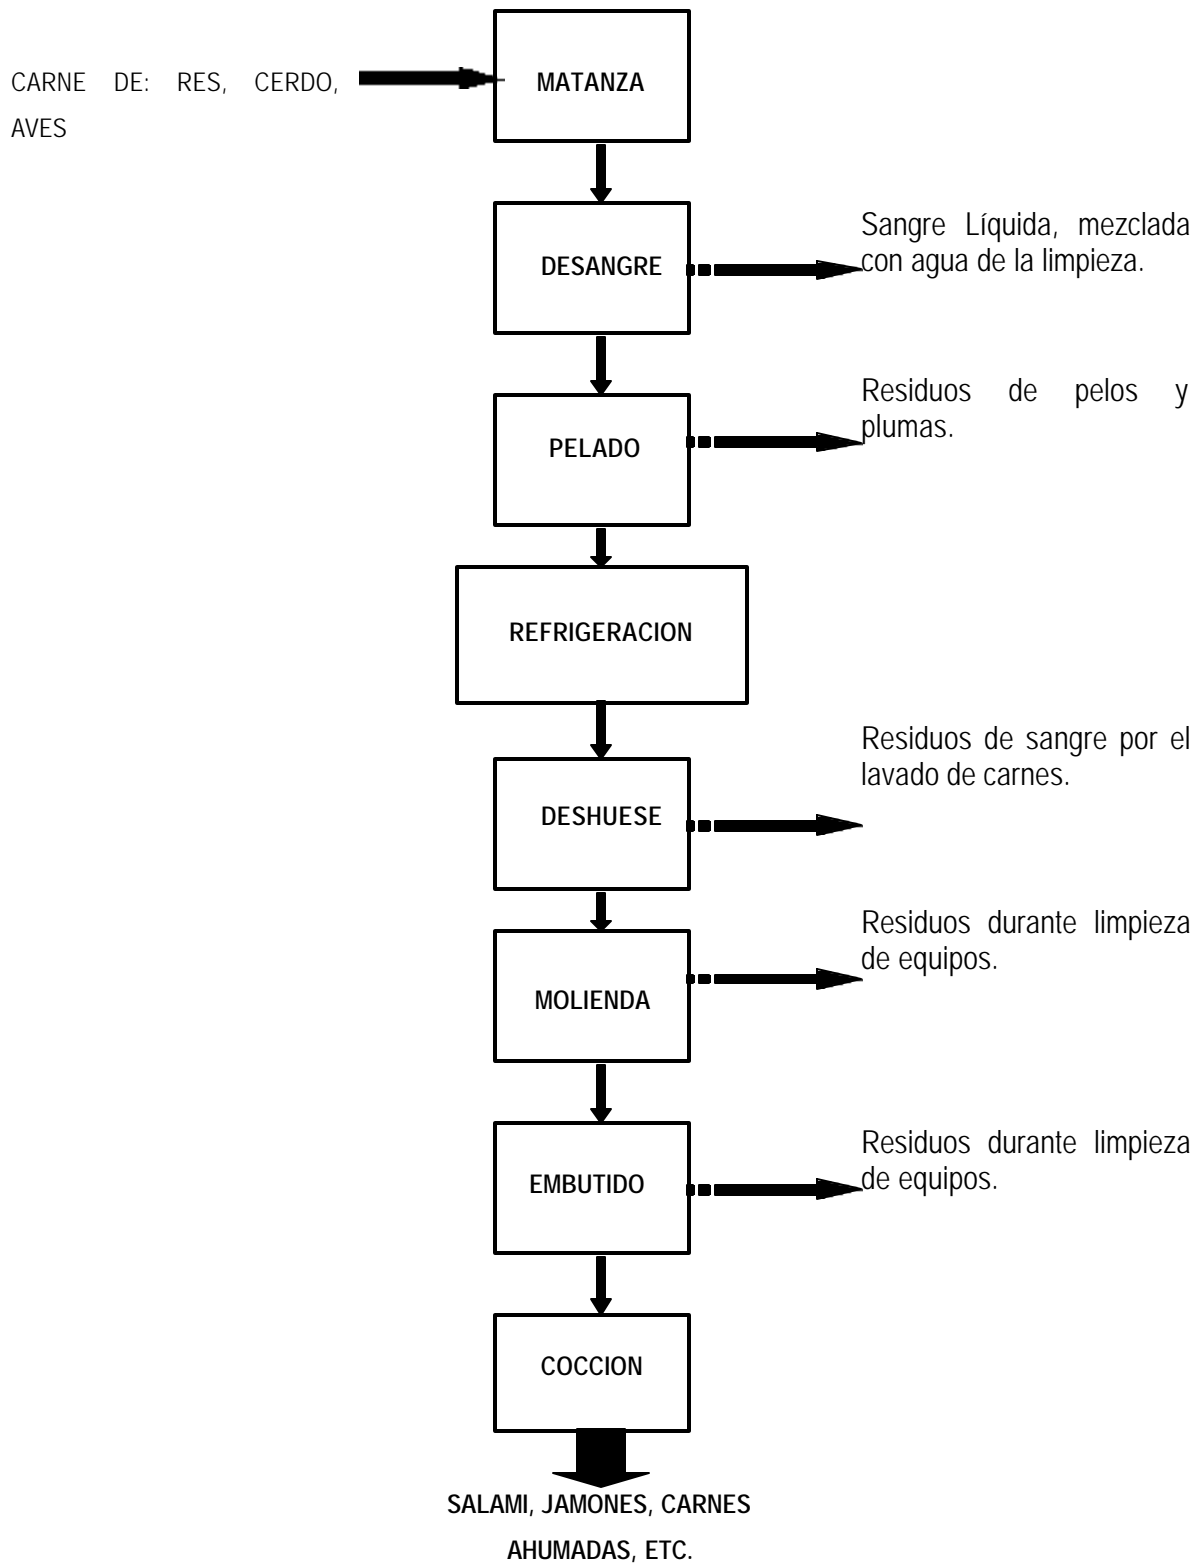 MATANZA
CARNE DE: RES, CERDO,
AVES
DESANGRE
Sangre Líquida, mezclada
con agua de la limpieza.
PELADO
Residuos de pelos y
plumas.
REFRIGERACION
DESHUESE
Residuos de sangre por el
lavado de carnes.
MOLIENDA
Residuos durante limpieza
de equipos.
EMBUTIDO
Residuos durante limpieza
de equipos.
COCCION
SALAMI, JAMONES, CARNES
AHUMADAS, ETC.